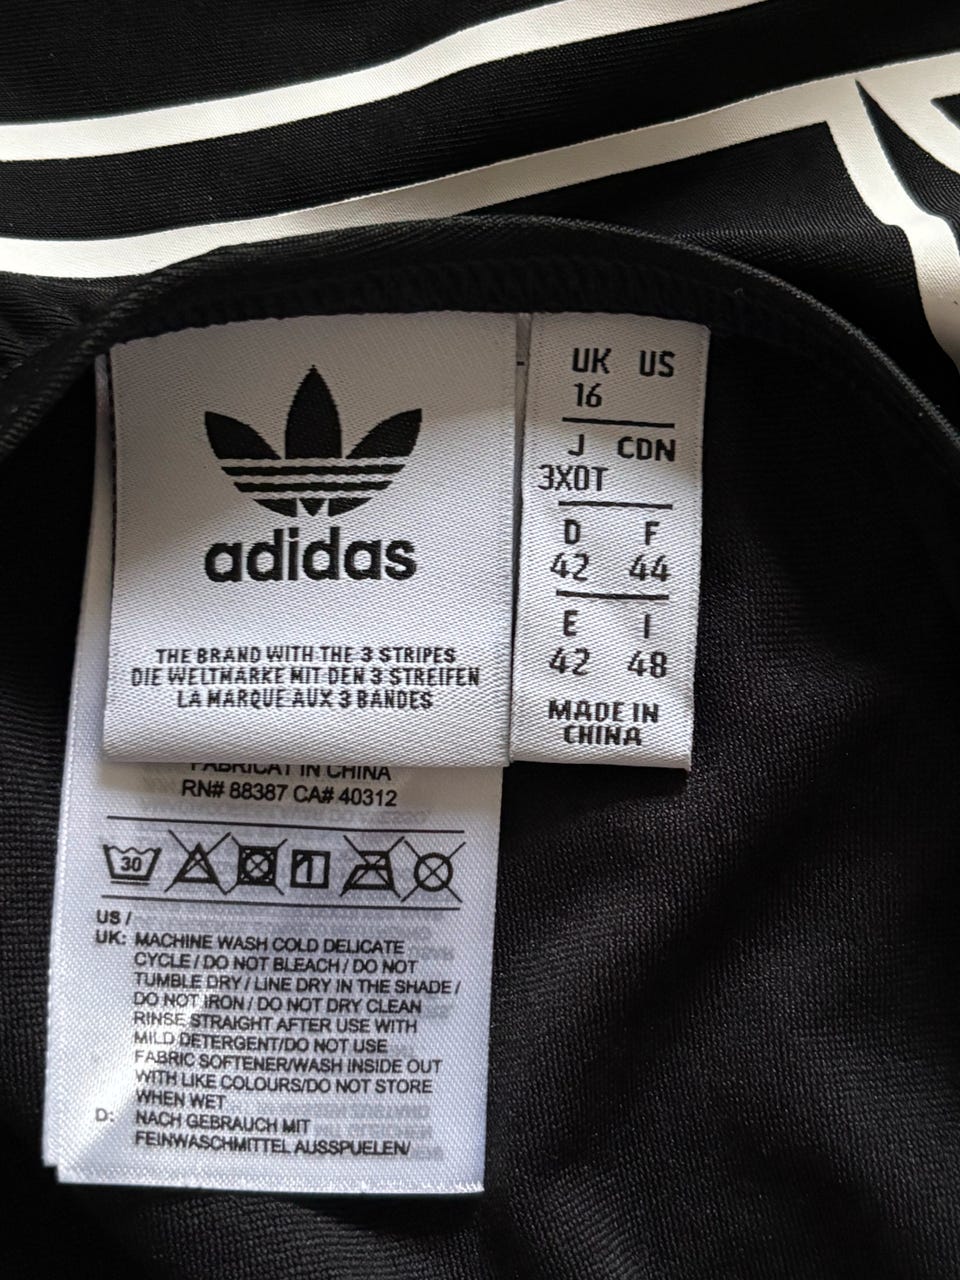 adidas
THE BRAND WITH THE 3 STRIPES
DIE WELTMARKE MIT DEN 3 STREIFEN
LA MARQUE AUX 3 BANDES
UK US
16
J CDN
3XOT
D F
42 44
E I
42 48
MADE IN
CHINA
FABRICAT IN CHINA
RN# 88387 CA# 40312
30
US /
UK: MACHINE WASH COLD DELICATE
CYCLE / DO NOT BLEACH / DO NOT
TUMBLE DRY / LINE DRY IN THE SHADE /
DO NOT IRON / DO NOT DRY CLEAN
RINSE STRAIGHT AFTER USE WITH
MILD DETERGENT/DO NOT USE
FABRIC SOFTENER/WASH INSIDE OUT
WITH LIKE COLOURS/DO NOT STORE
WHEN WET
D: NACH GEBRAUCH MIT
FEINWASCHMITTEL AUSSPUELEN/